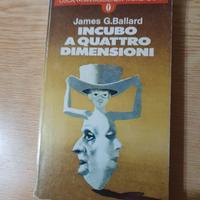 James G.Ballard
INCUBO
A QUATTRO
DIMENSIONI